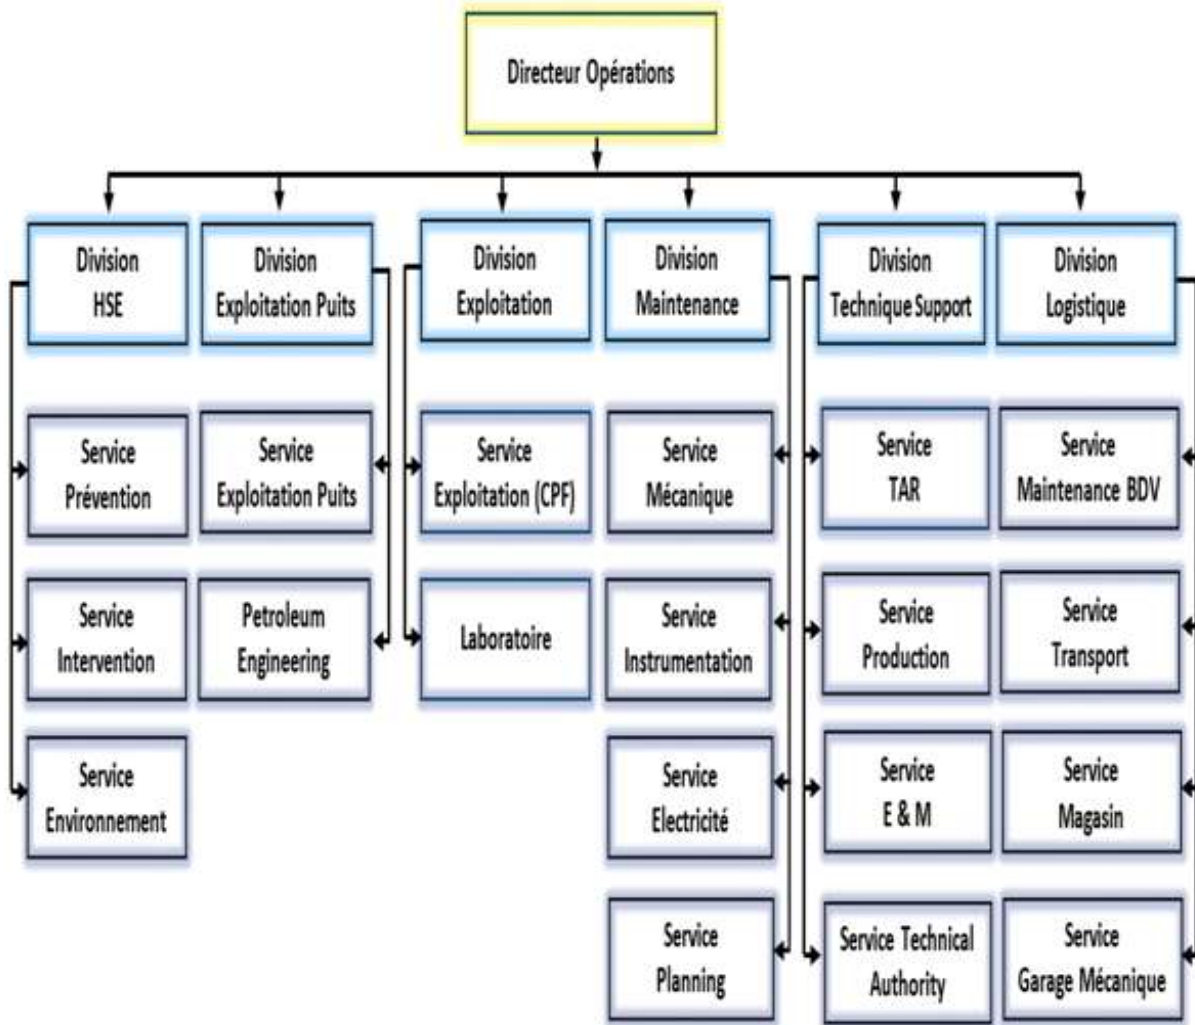 Directeur Opérations
Division
HSE
Division
Exploitation Puits
Division
Exploitation
Division
Maintenance
Division
Technique Support
Division
Logistique
Service
Prévention
Service
Exploitation Puits
Service
Exploitation (CPF)
Service
Mécanique
Service
TAR
Service
Maintenance BDV
Service
Intervention
Petroleum
Engineering
Laboratoire
Service
Instrumentation
Service
Production
Service
Transport
Service
Environnement
Service
Electricité
Service
E & M
Service
Magasin
Service
Planning
Service Technical
Authority
Service
Garage Mécanique